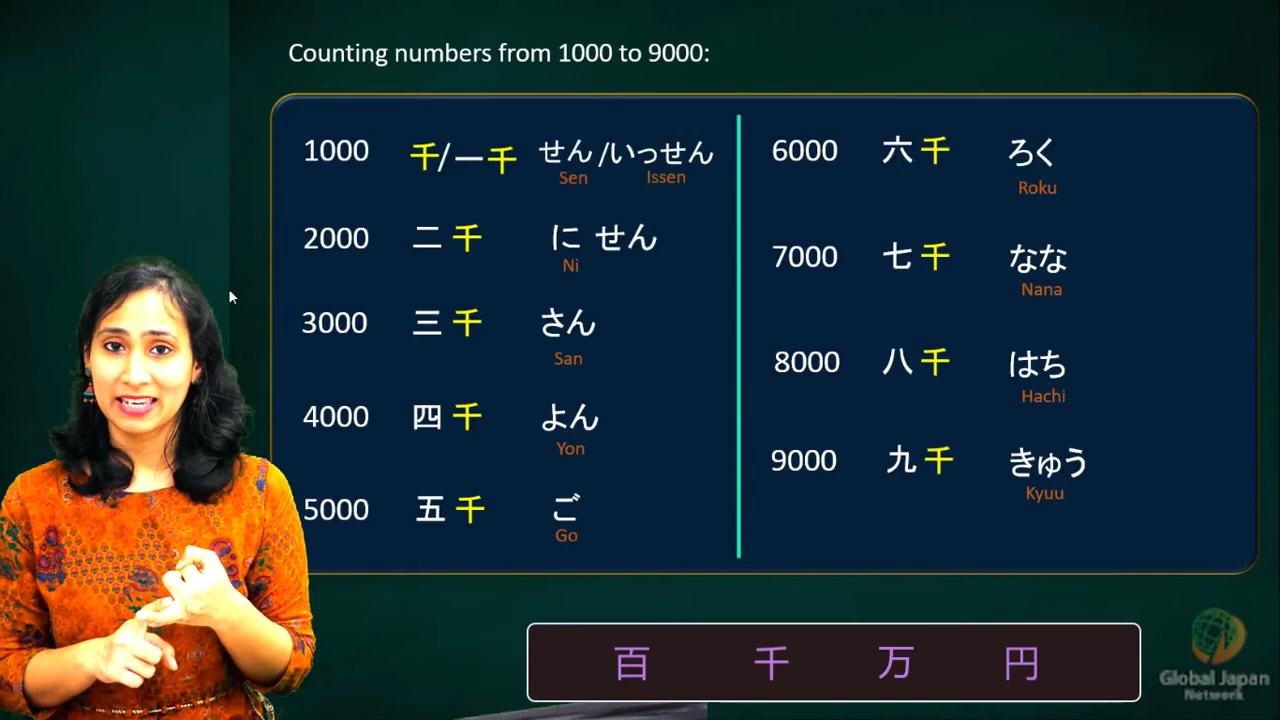 Counting numbers from 1000 to 9000:
1000 千/一千 せん/いっせん
Sen Issen
2000 二千 に せん
Ni
3000 三千 さん
San
4000 四千 よん
Yon
5000 五千 ご
Go
6000 六千 ろく
Roku
7000 七千 なな
Nana
8000 八千 はち
Hachi
9000 九千 きゅう
Kyuu
百 千 万 円
Global Japan
Network